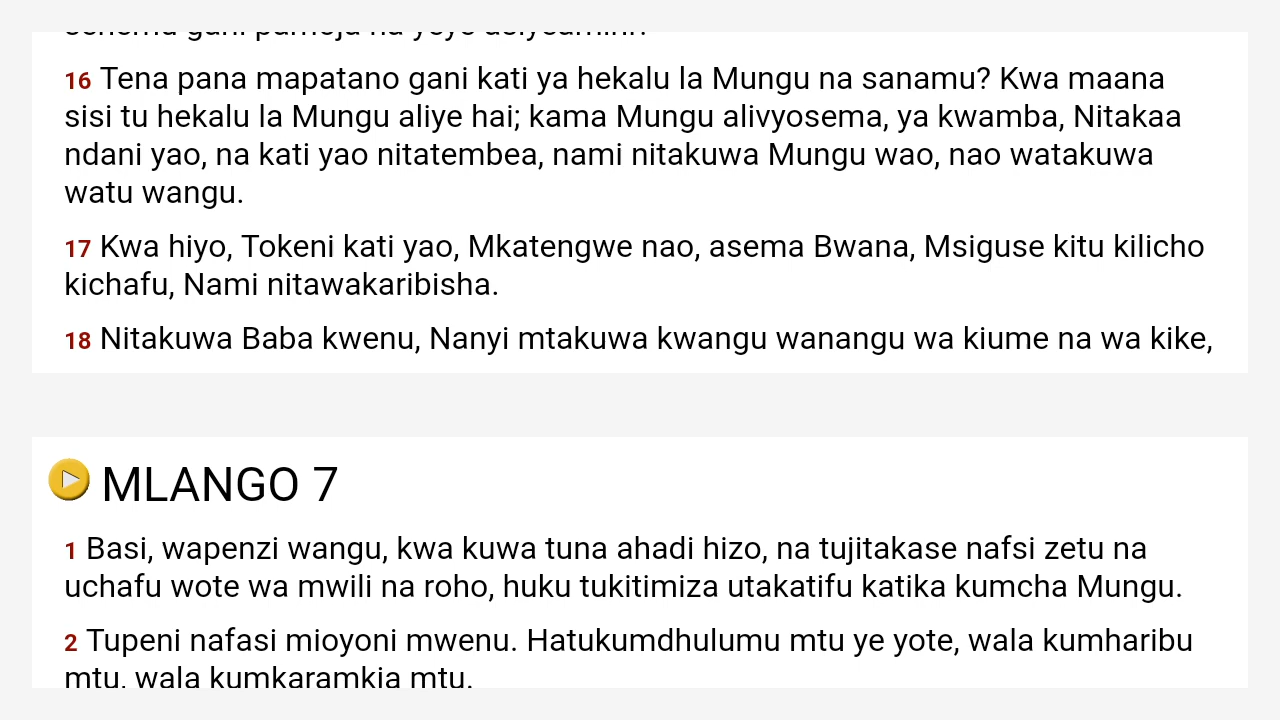 16 Tena pana mapatano gani kati ya hekalu la Mungu na sanamu? Kwa maana
sisi tu hekalu la Mungu aliye hai; kama Mungu alivyosema, ya kwamba, Nitakaa
ndani yao, na kati yao nitatembea, nami nitakuwa Mungu wao, nao watakuwa
watu wangu.
17 Kwa hiyo, Tokeni kati yao, Mkatengwe nao, asema Bwana, Msiguse kitu kilicho
kichafu, Nami nitawakaribisha.
18 Nitakuwa Baba kwenu, Nanyi mtakuwa kwangu wanangu wa kiume na wa kike,
MLANGO 7
1 Basi, wapenzi wangu, kwa kuwa tuna ahadi hizo, na tujitakase nafsi zetu na
uchafu wote wa mwili na roho, huku tukitimiza utakatifu katika kumcha Mungu.
2 Tupeni nafasi mioyoni mwenu. Hatukumdhulumu mtu ye yote, wala kumharibu
mtu, wala kumkaramkia mtu.